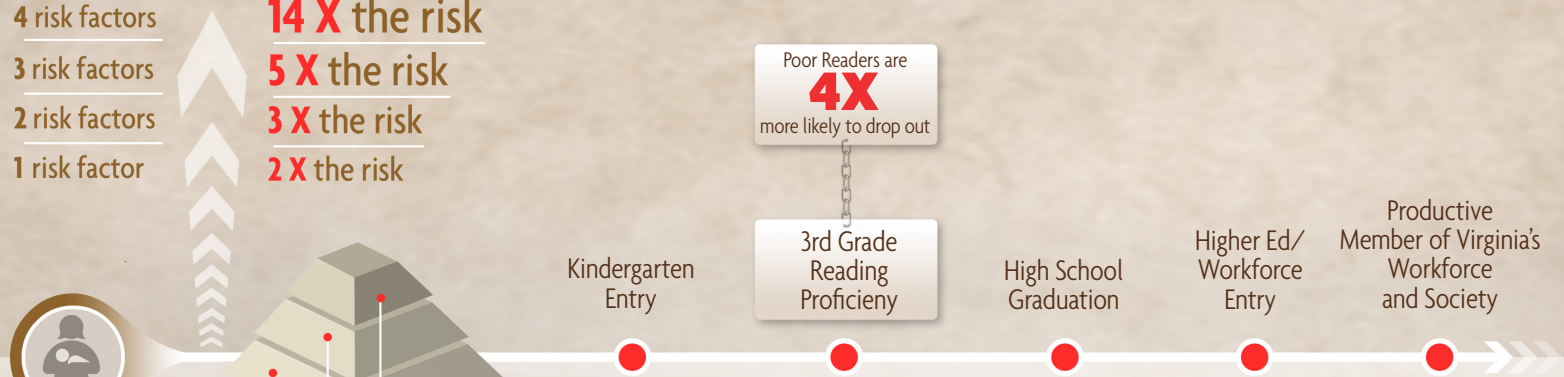 4 risk factors
14 X the risk
3 risk factors
5 X the risk
2 risk factors
3 X the risk
1 risk factor
2 X the risk
Poor Readers are
4X
more likely to drop out
Kindergarten
Entry
3rd Grade
Reading
Proficieny
High School
Graduation
Higher Ed/
Workforce
Entry
Productive
Member of Virginia's
Workforce
and Society